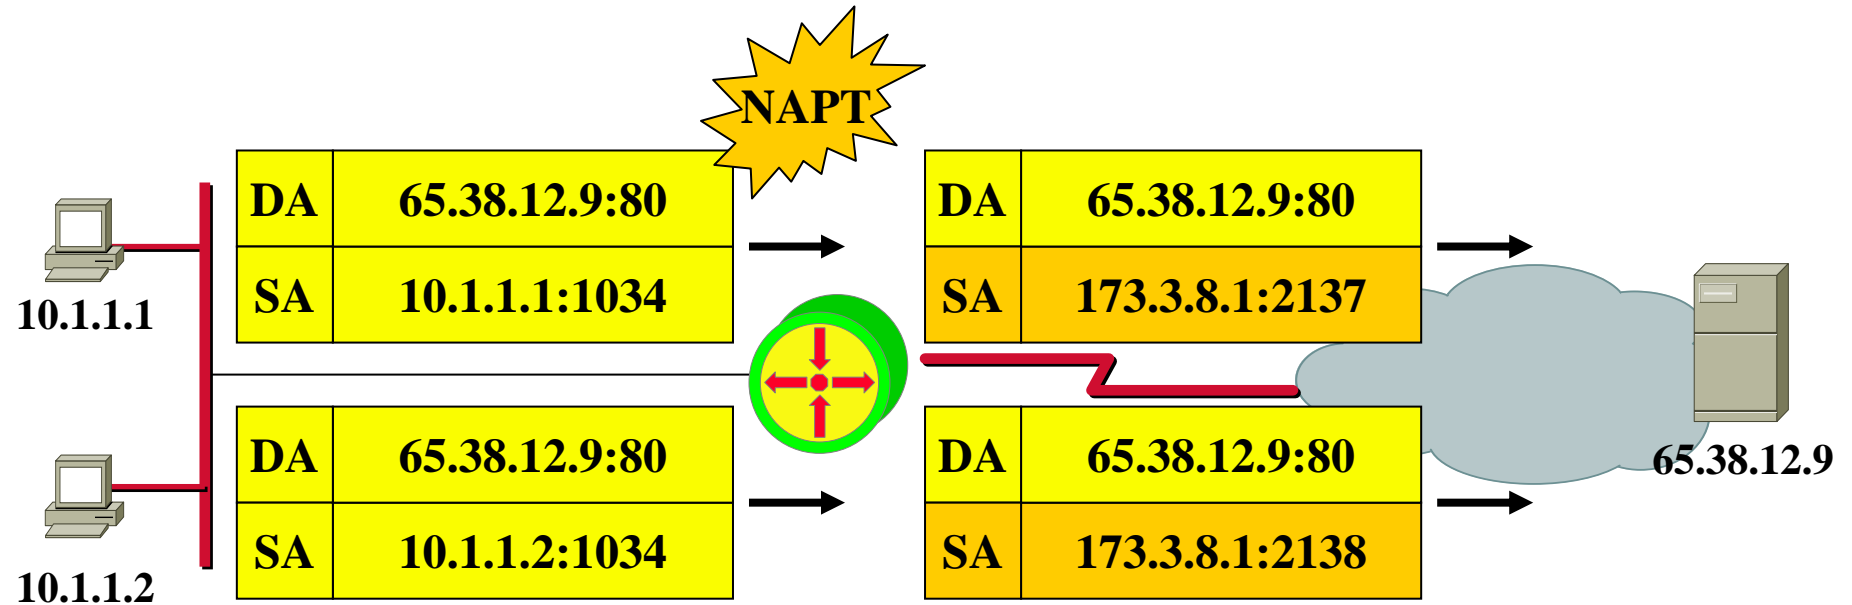 NAPT
DA 65.38.12.9:80
SA 10.1.1.1:1034
DA 65.38.12.9:80
SA 173.3.8.1:2137
10.1.1.1
DA 65.38.12.9:80
SA 10.1.1.2:1034
DA 65.38.12.9:80
SA 173.3.8.1:2138
65.38.12.9
10.1.1.2